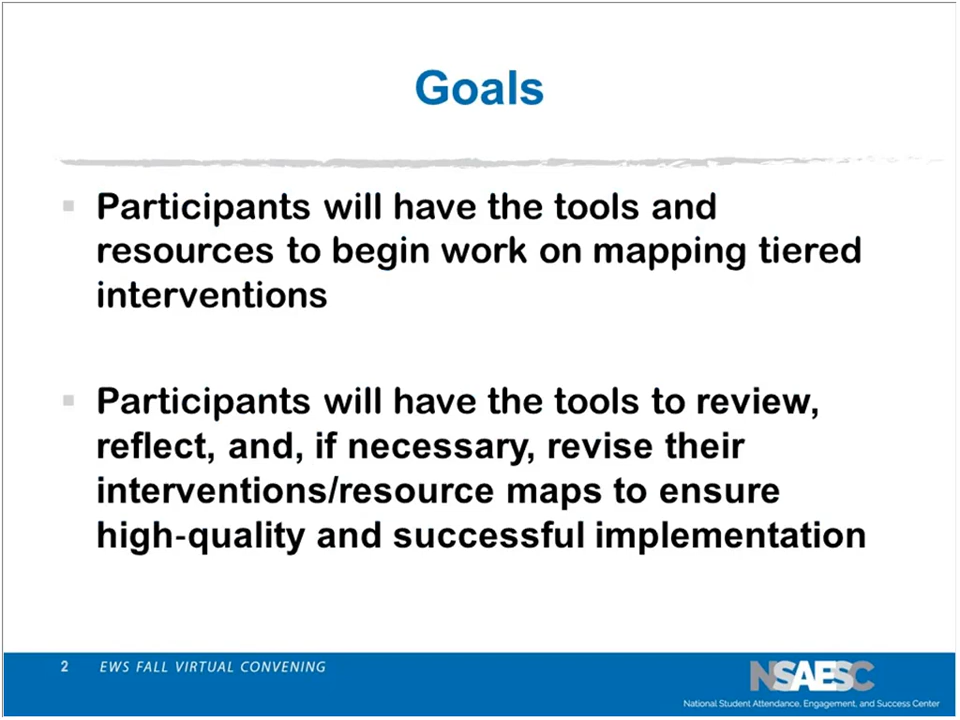 Goals
Participants will have the tools and
resources to begin work on mapping tiered
interventions
Participants will have the tools to review,
reflect, and, if necessary, revise their
interventions/resource maps to ensure
high-quality and successful implementation
2 EWS FALL VIRTUAL CONVENING
NSAESC
National Student Attendance, Engagement, and Success Center